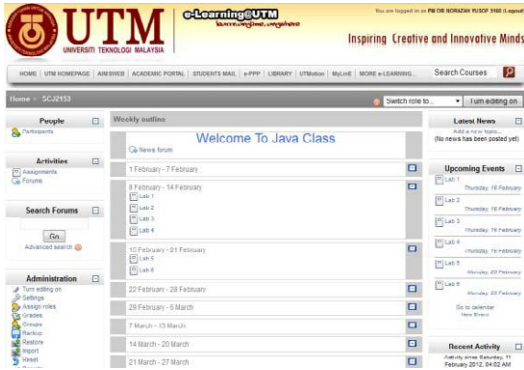 UTM
UNIVERSITI TEKNOLOGI MALAYSIA
e-Learning@UTM
You are logged in as PM DR NORAZAH YUSOF 3160 (Logout)
Inspiring Creative and Innovative Minds
HOME | UTM HOMEPAGE | AIMSWEB | ACADEMIC PORTAL | STUDENTS MAIL | e-PPP | LIBRARY | UTMotion | MyLinE | MORE e-LEARNING...
Search Courses
Home ► SCJ2153
Switch role to...
Turn editing on
People
Participants
Activities
Assignments
Forums
Search Forums
Go
Advanced search
Administration
Turn editing on
Settings
Assign roles
Grades
Groups
Backup
Restore
Import
Reset
Weekly outline
Welcome To Java Class
News forum
1 February - 7 February
8 February - 14 February
Lab 1
Lab 2
Lab 3
Lab 4
15 February - 21 February
Lab 5
Lab 6
22 February - 28 February
29 February - 6 March
7 March - 13 March
14 March - 20 March
21 March - 27 March
Latest News
Add a new topic...
(No news has been posted yet)
Upcoming Events
Lab 1
Thursday, 16 February
Lab 2
Thursday, 16 February
Lab 3
Thursday, 16 February
Lab 4
Thursday, 16 February
Lab 5
Monday, 20 February
Lab 6
Monday, 20 February
Go to calendar
New Event
Recent Activity
Activity since Saturday, 11
February 2012, 04:02 AM